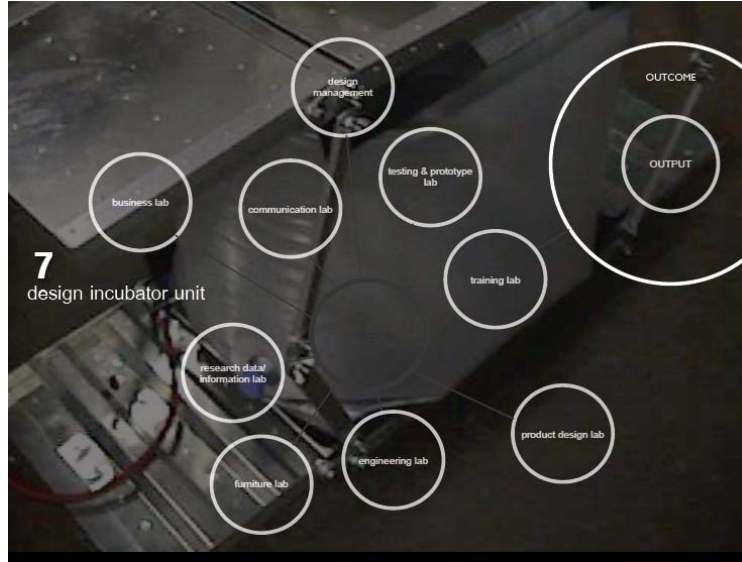 design
management
OUTCOME
testing & prototype
lab
OUTPUT
business lab
communication lab
7
design incubator unit
training lab
research data/
information lab
product design lab
engineering lab
furniture lab